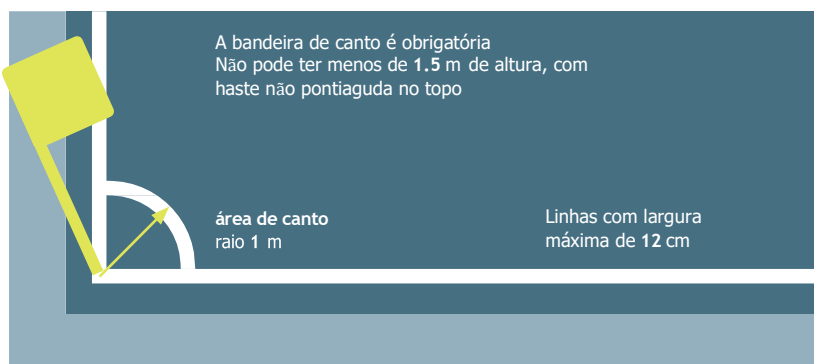 A bandeira de canto é obrigatória
Não pode ter menos de 1.5 m de altura, com
haste não pontiaguda no topo
área de canto
raio 1 m
Linhas com largura
máxima de 12 cm